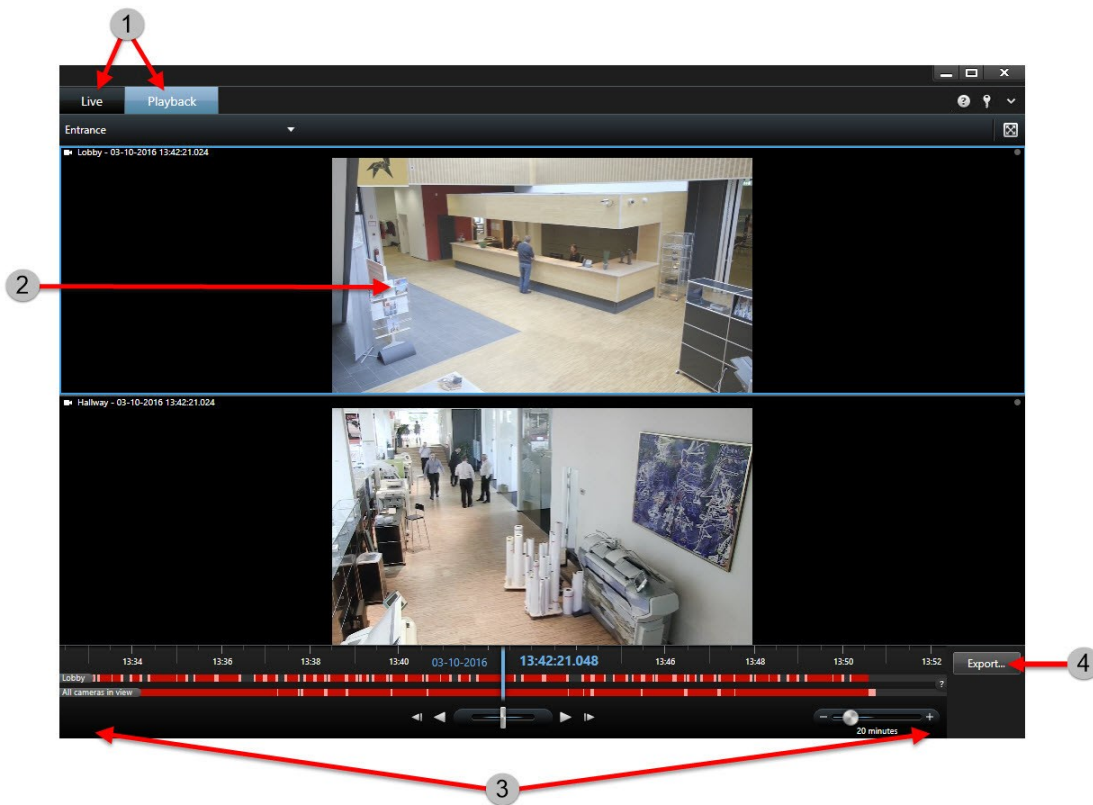 1
Live Playback
Entrance
Lobby - 03-10-2016 13:42:21.024
2
Hallway - 03-10-2016 13:42:21.024
13:34 13:36 13:38 13:40 03-10-2016 13:42:21.048 13:46 13:48 13:50 13:52
Export...
4
Lobby
?
All cameras in view
- +
20 minutes
3